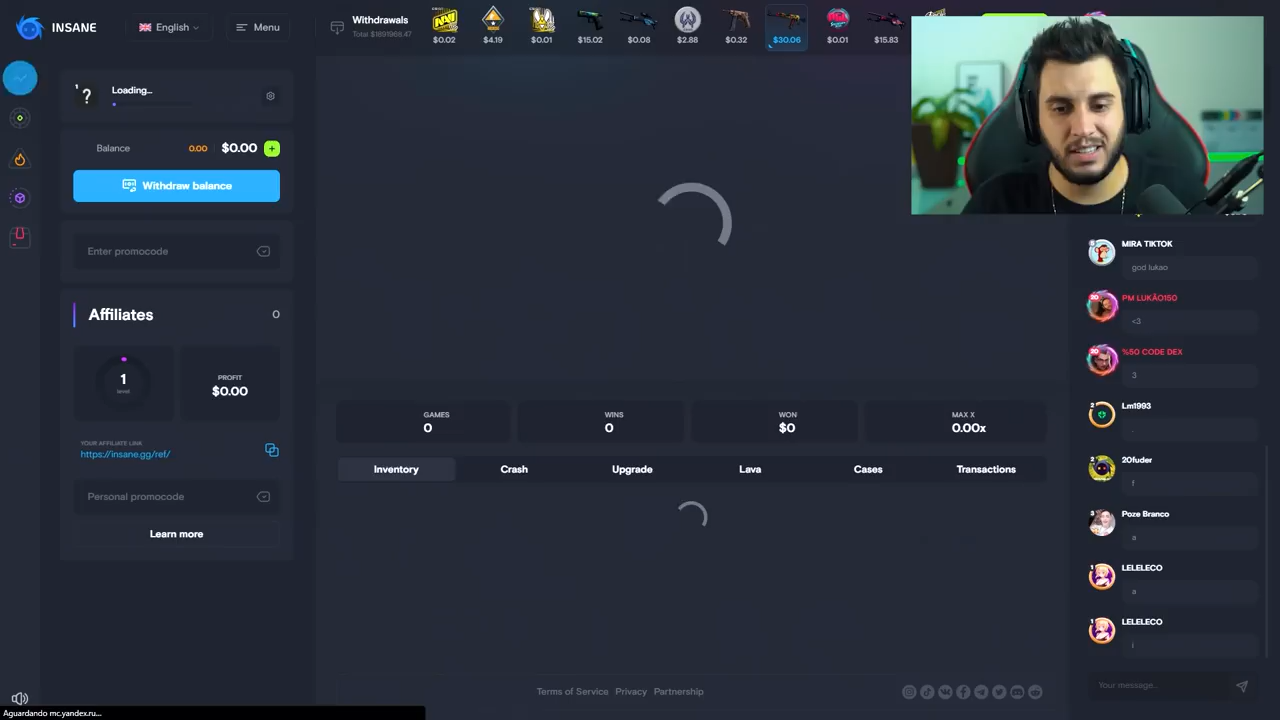 INSANE
English
Menu
Withdrawals
Total $1891966.47
$0.02
$4.19
$0.01
$15.02
$0.08
$2.88
$0.32
$30.06
$0.01
$15.83
1
?
Loading...
Balance
0.00
$0.00
Withdraw balance
Enter promocode
Affiliates
0
1
level
PROFIT
$0.00
YOUR AFFILIATE LINK
https://insane.gg/ref/
Personal promocode
Learn more
GAMES
0
WINS
0
WON
$0
MAX X
0.00x
Inventory
Crash
Upgrade
Lava
Cases
Transactions
Terms of Service
Privacy
Partnership
MIRA TIKTOK
god lukao
PM LUKÃO150
<3
%50 CODE DEX
3
Lm1993
.
20fuder
f
Poze Branco
a
LELELECO
a
LELELECO
i
Your message...
Aguardando mc.yandex.ru...